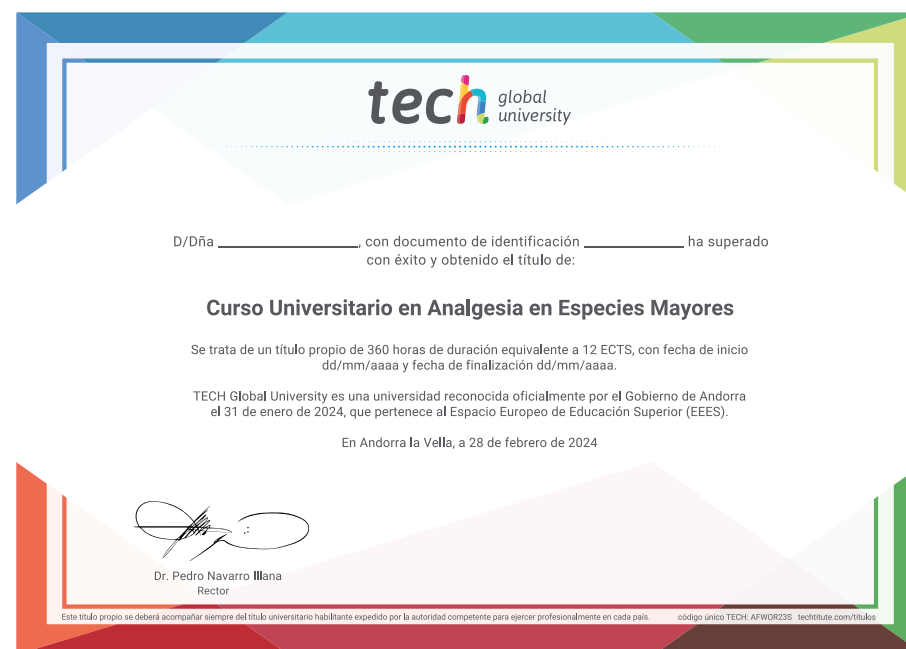 tech global university
D/Dña ____________________, con documento de identificación ______________ ha superado
con éxito y obtenido el título de:
Curso Universitario en Analgesia en Especies Mayores
Se trata de un título propio de 360 horas de duración equivalente a 12 ECTS, con fecha de inicio
dd/mm/aaaa y fecha de finalización dd/mm/aaaa.
TECH Global University es una universidad reconocida oficialmente por el Gobierno de Andorra
el 31 de enero de 2024, que pertenece al Espacio Europeo de Educación Superior (EEES).
En Andorra la Vella, a 28 de febrero de 2024
Dr. Pedro Navarro Illana
Rector
Este título propio se deberá acompañar siempre del título universitario habilitante expedido por la autoridad competente para ejercer profesionalmente en cada país. código único TECH: AFWOR23S techtitute.com/titulos